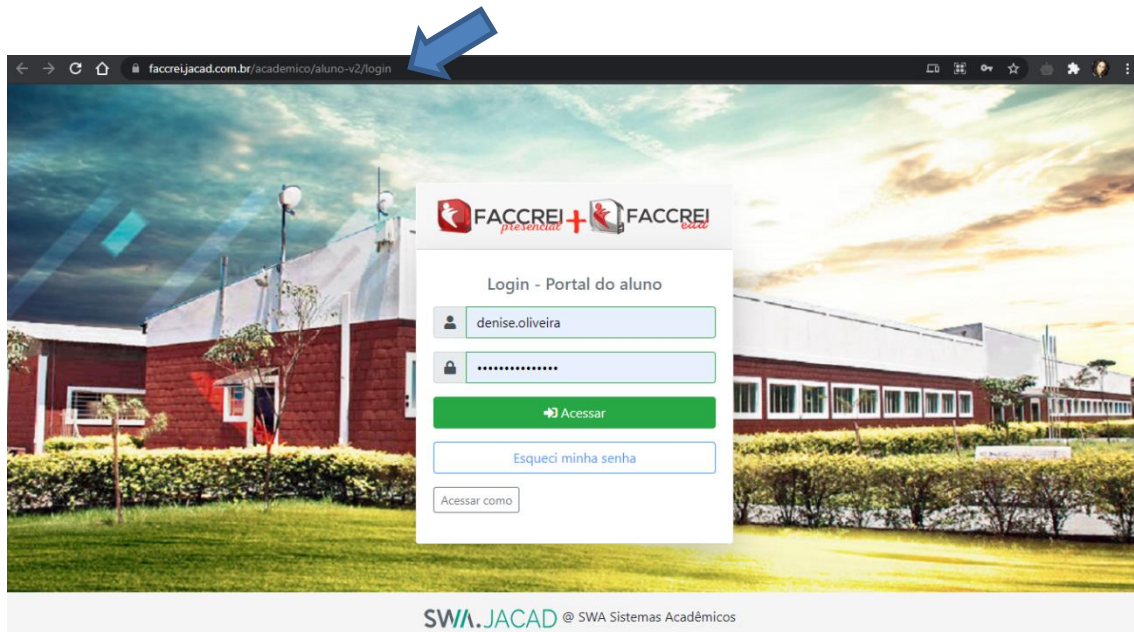 faccrei.jacad.com.br/academico/aluno-v2/login
FACCREI presencial + FACCREI ead
Login - Portal do aluno
denise.oliveira
•••••••••••••••
Acessar
Esqueci minha senha
Acessar como
SWA.JACAD @ SWA Sistemas Acadêmicos